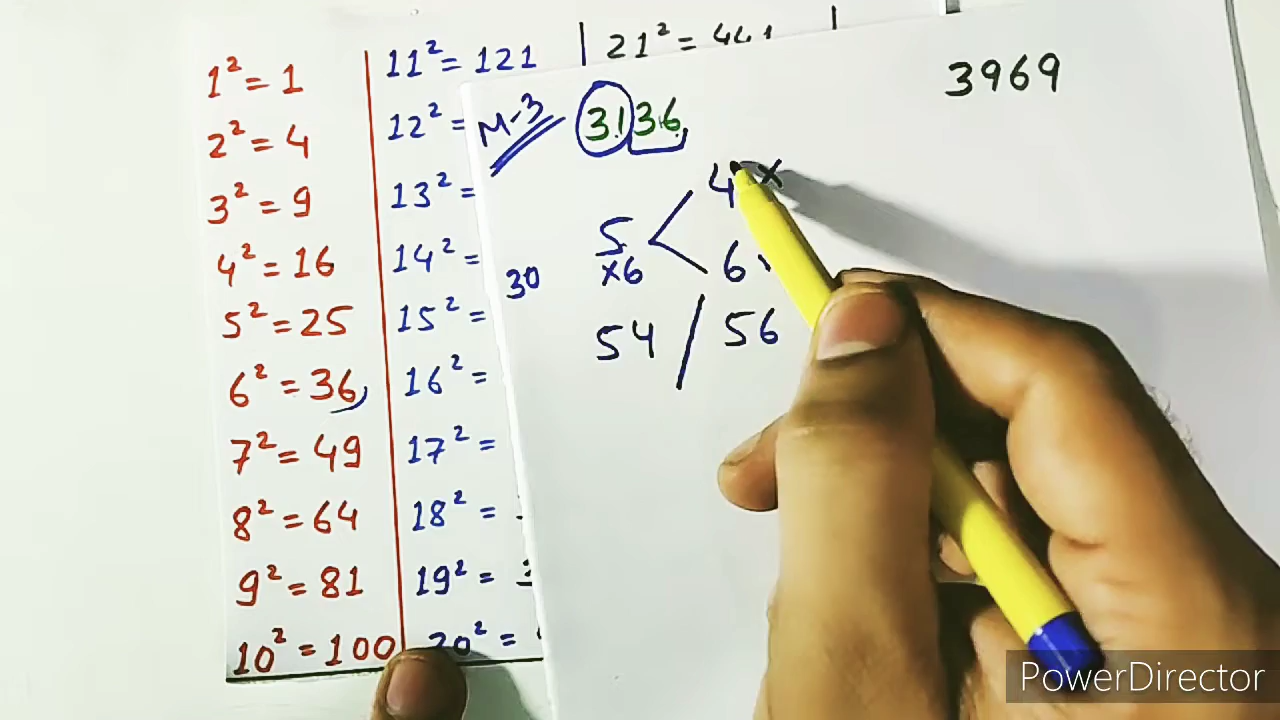 1² = 1
2² = 4
3² = 9
4² = 16
5² = 25
6² = 36
7² = 49
8² = 64
9² = 81
10² = 100
11² = 121
12² =
13² =
14² =
15² =
16² =
17² =
18² =
19² =
20² =
21² =
M-3 3136
3969
4 ×
5
×6
6
30
54 / 56
PowerDirector